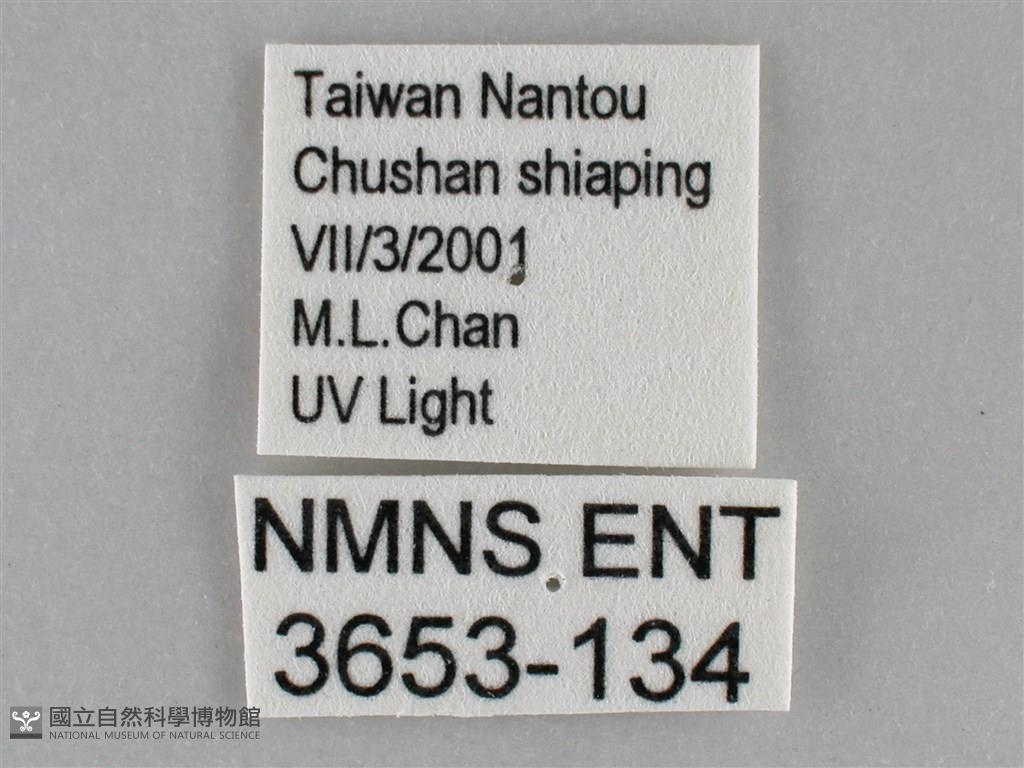 Taiwan Nantou
Chushan shiaping
VII/3/2001
M.L.Chan
UV Light
NMNS ENT
3653-134
國立自然科學博物館
NATIONAL MUSEUM OF NATURAL SCIENCE